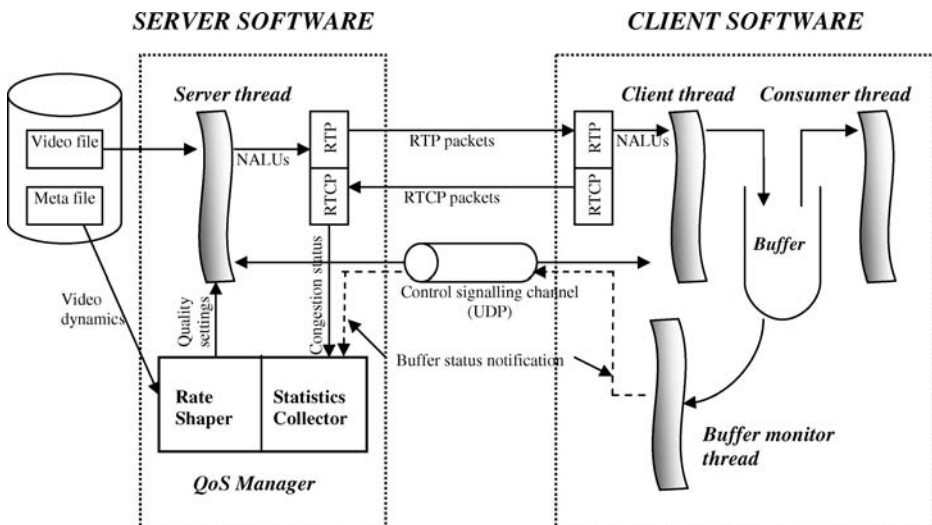 SERVER SOFTWARE
CLIENT SOFTWARE
Server thread
Client thread
Consumer thread
Video file
Meta file
NALUs
RTP
RTCP
RTP packets
RTCP packets
RTP
RTCP
NALUs
Buffer
Control signalling channel
(UDP)
Video
dynamics
Quality
settings
Congestion status
Buffer status notification
Rate
Shaper
Statistics
Collector
QoS Manager
Buffer monitor
thread